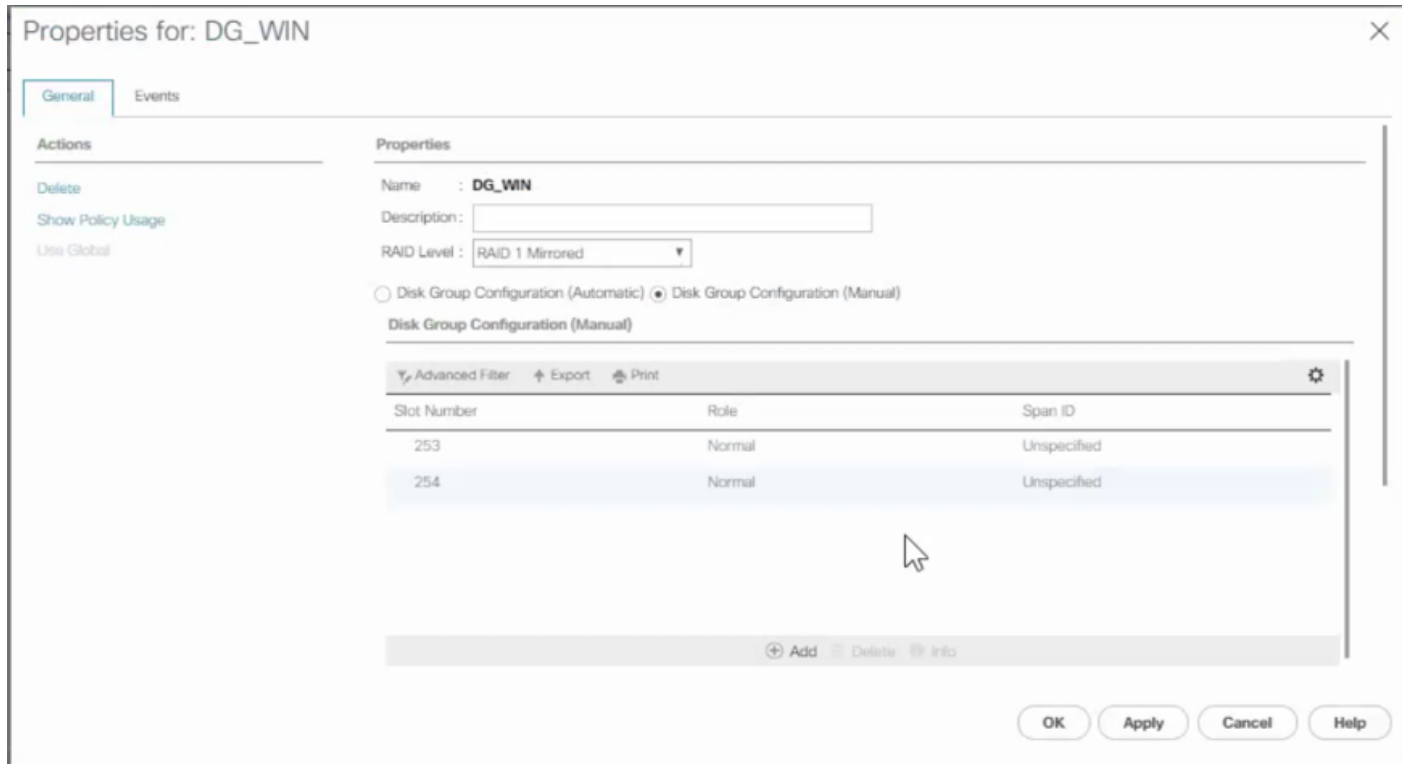 Properties for: DG_WIN
General Events
Actions
Delete
Show Policy Usage
Use Global
Properties
Name : DG_WIN
Description :
RAID Level : RAID 1 Mirrored
Disk Group Configuration (Automatic) Disk Group Configuration (Manual)
Disk Group Configuration (Manual)
Advanced Filter Export Print
Slot Number Role Span ID
253 Normal Unspecified
254 Normal Unspecified
Add Delete Info
OK Apply Cancel Help